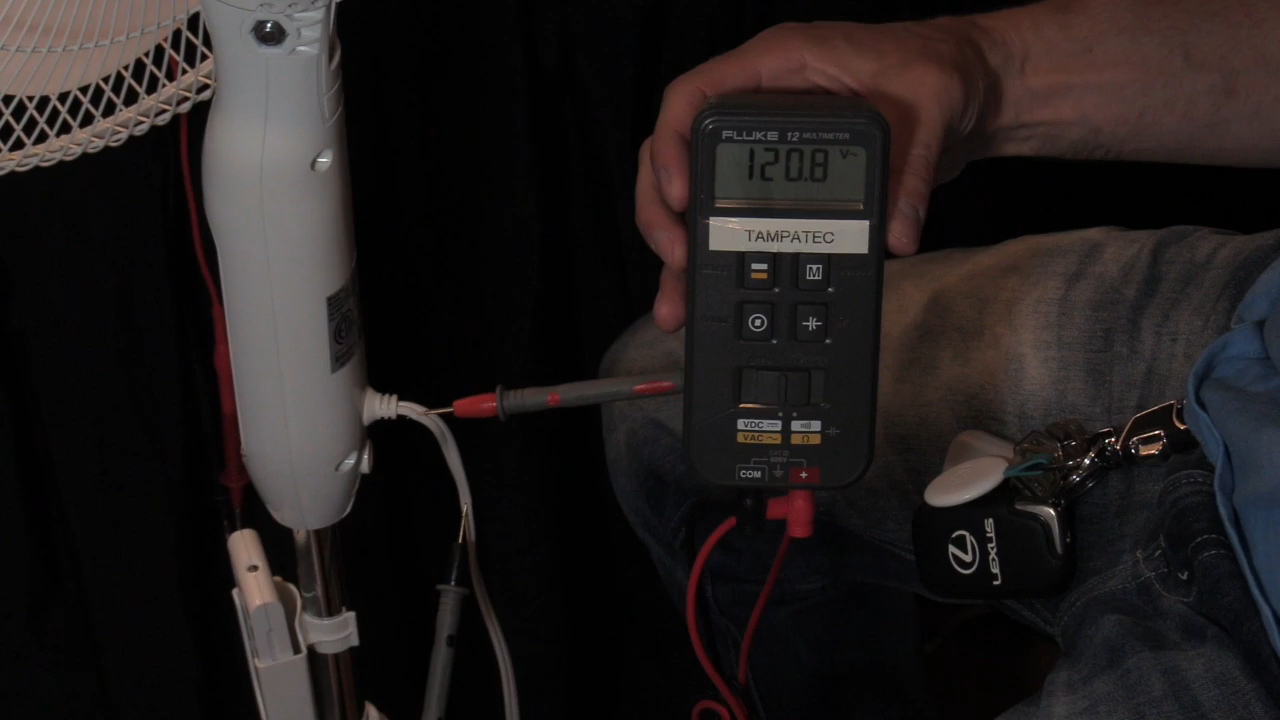 FLUKE 12 MULTIMETER
120.8 V~
TAMPATEC
M
VDC
VAC ~ Ω
COM +
LEXUS